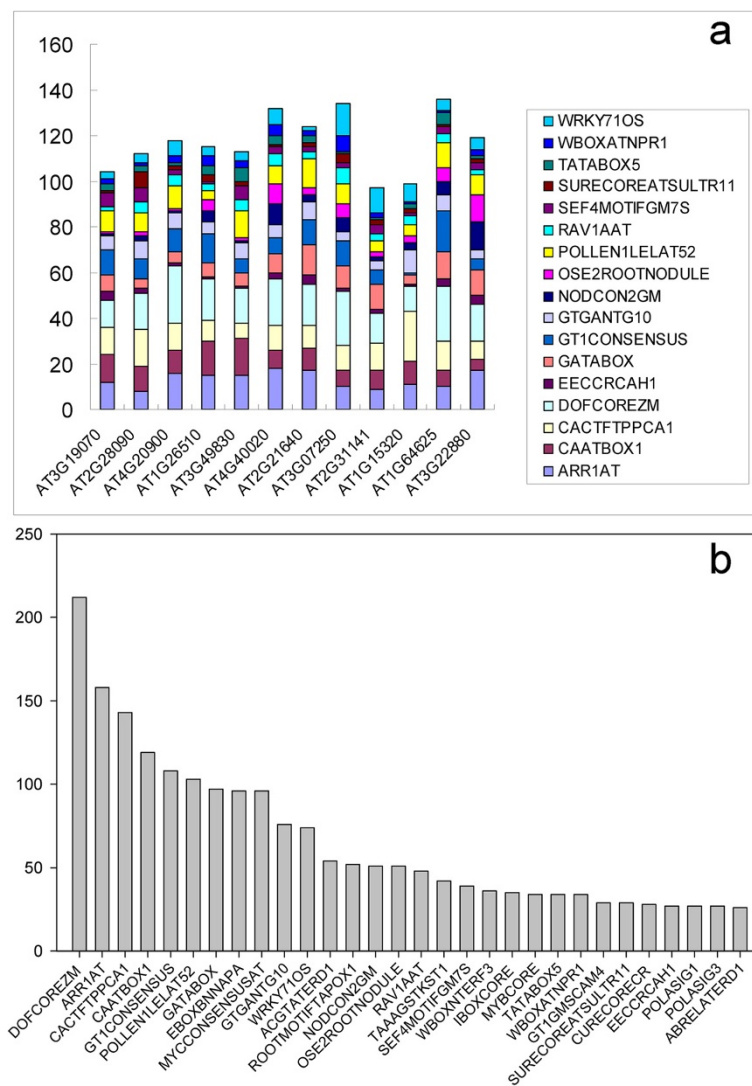 a
160
140
120
100
80
60
40
20
0
AT3G19070
AT2G28090
AT4G20900
AT1G26510
AT3G49830
AT4G40020
AT2G21640
AT3G07250
AT2G31141
AT1G15320
AT1G64625
AT3G22880
WRKY71OS
WBOXATNPR1
TATABOX5
SURECOREATSULTR11
SEF4MOTIFGM7S
RAV1AAT
POLLEN1LELAT52
OSE2ROOTNODULE
NODCON2GM
GTGANTG10
GT1CONSENSUS
GATABOX
EECCRCAH1
DOFCOREZM
CACTFTPPCA1
CAATBOX1
ARR1AT
b
250
200
150
100
50
0
DOFCOREZM
ARR1AT
CACTFTPPCA1
CAATBOX1
GT1CONSENSUS
POLLEN1LELAT52
GATABOX
EBOXBNNAPA
MYCCONSENSUSAT
GTGANTG10
WRKY71OS
ACGTATERD1
ROOTMOTIFTAPOX1
NODCON2GM
OSE2ROOTNODULE
RAV1AAT
TAAAGSTKST1
SEF4MOTIFGM7S
WBOXNTERF3
IBOXCORE
MYBCORE
TATABOX5
WBOXATNPR1
GT1GMSCAM4
SURECOREATSULTR11
CURECORECR
EECCRCAH1
POLASIG1
POLASIG3
ABRELATERD1